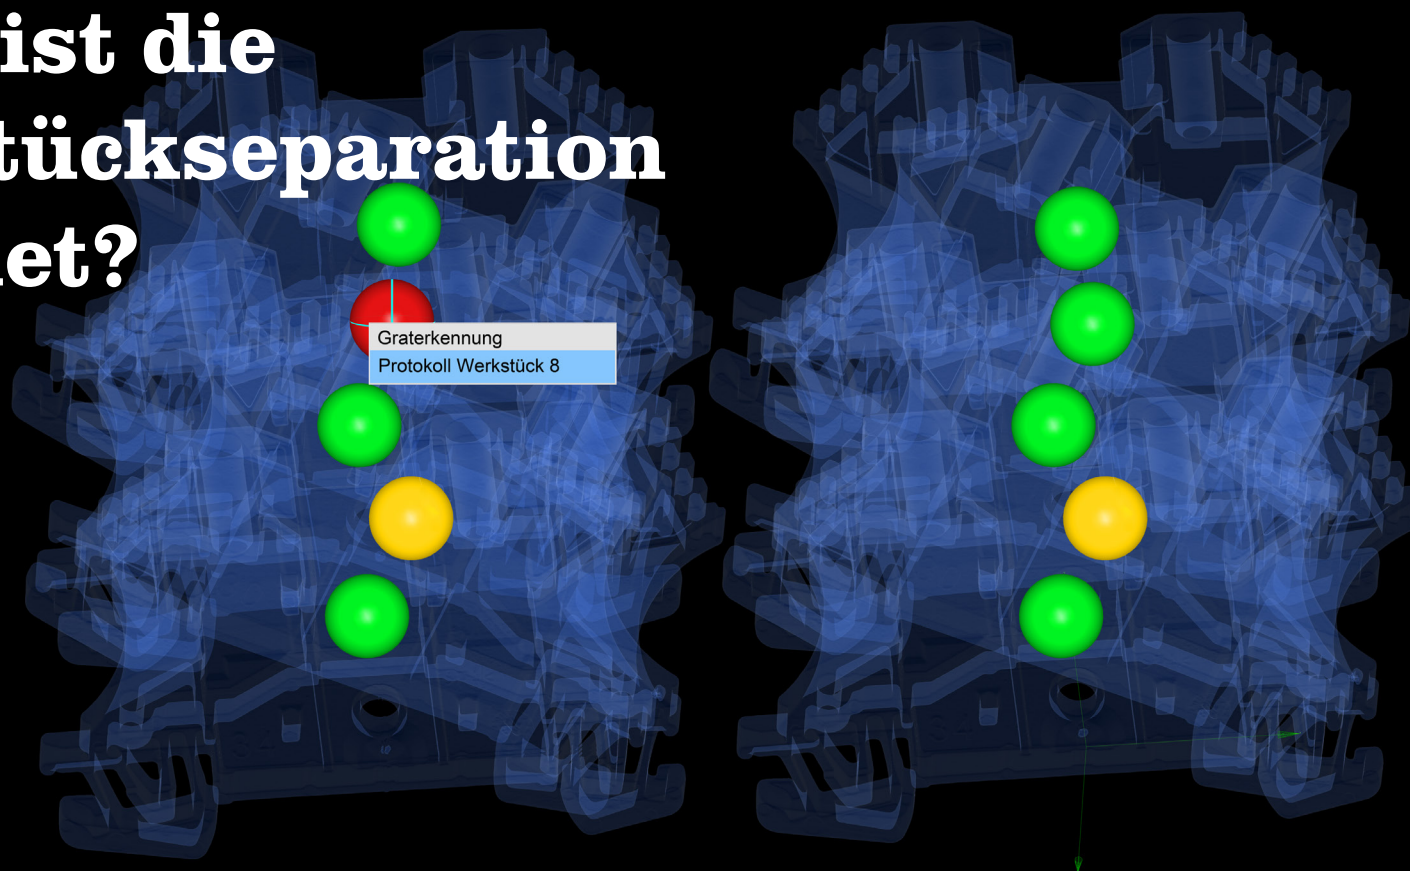 ist die
tückseparation
et?
Graterkennung
Protokoll Werkstück 8